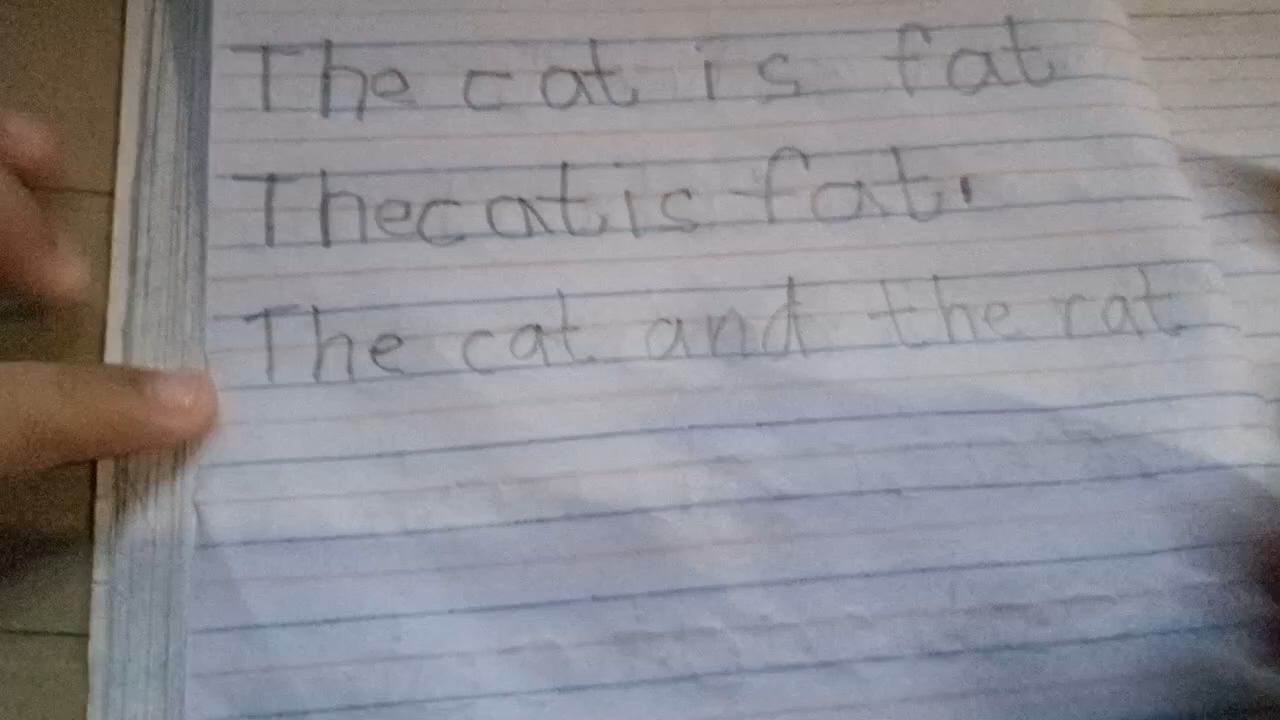 The cat is fat
Thecatis fat.
The cat and the rat